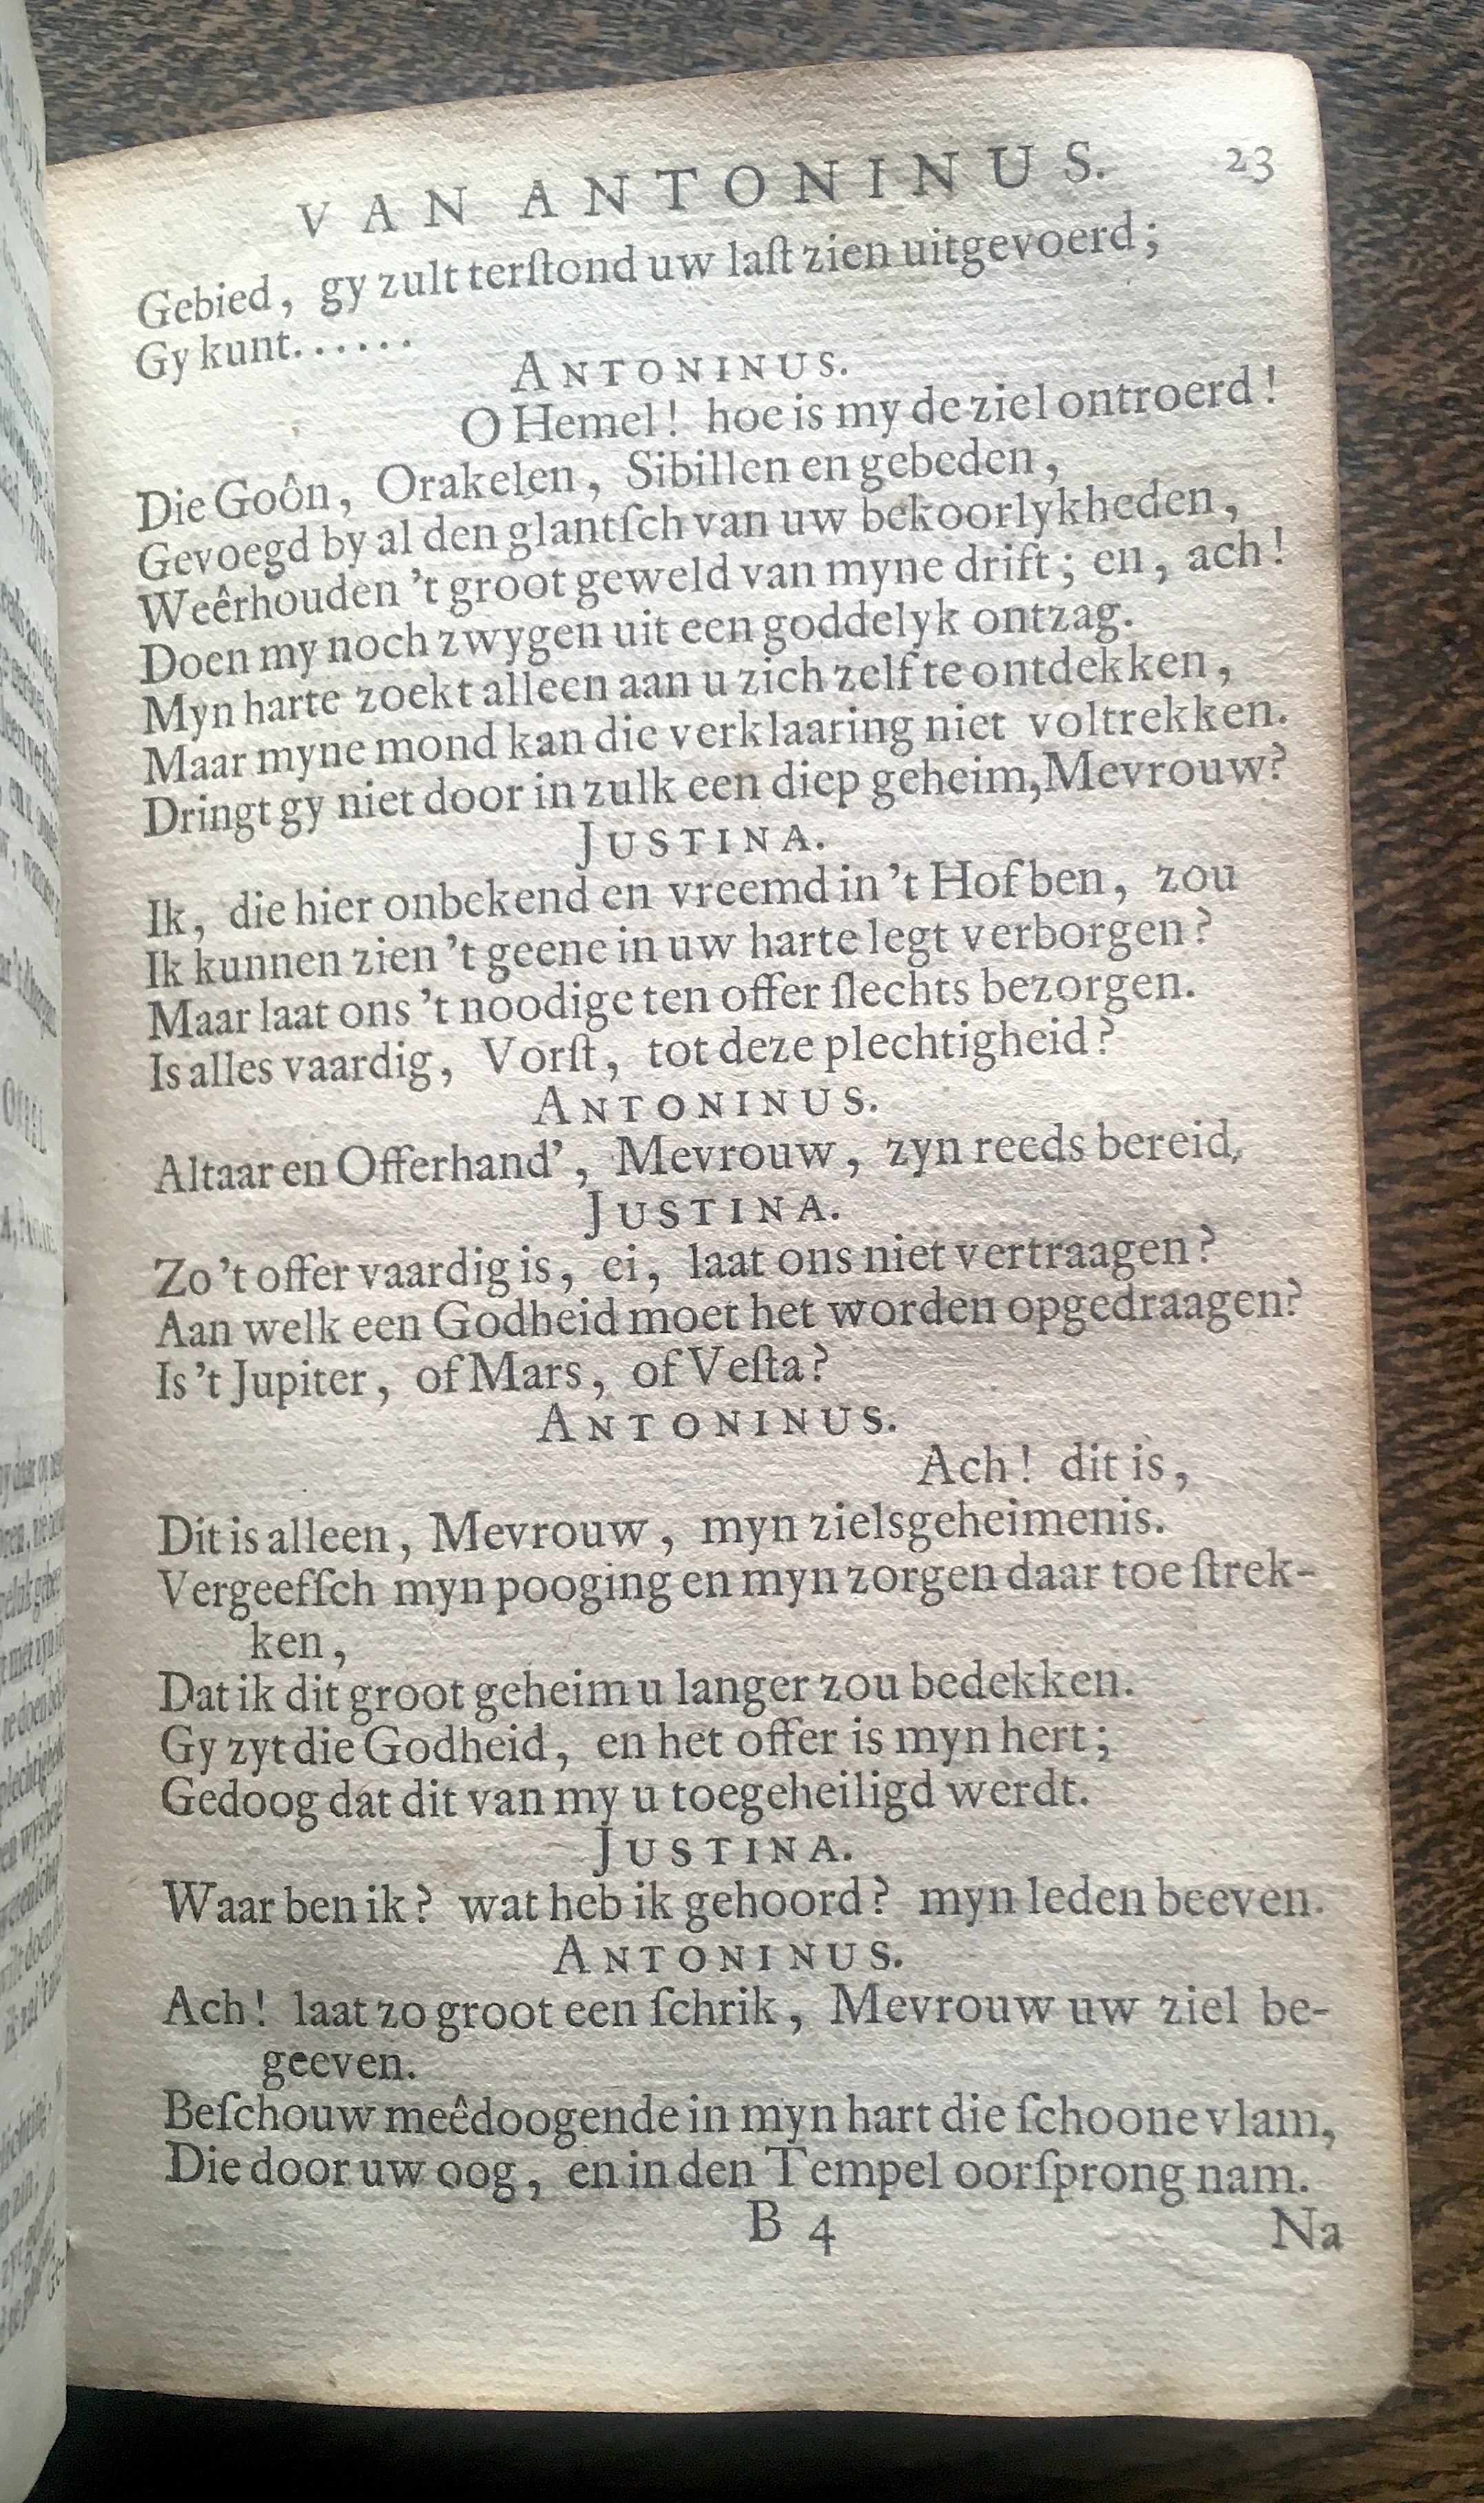 VAN ANTONINUS. 23
Gebied, gy zult terſtond uw laſt zien uitgevoerd;
Gy kunt......
ANTONINUS.
O Hemel! hoe is my de ziel ontroerd!
Die Goôn, Orakelen, Sibillen en gebeden,
Gevoegd by al den glantſch van uw bekoorlykheden,
Weêrhouden 't groot geweld van myne drift; en, ach!
Doen my noch zwygen uit een goddelyk ontzag.
Myn harte zoekt alleen aan u zich zelf te ontdekken,
Maar myne mond kan die verklaaring niet voltrekken.
Dringt gy niet door in zulk een diep geheim, Mevrouw?
JUSTINA.
Ik, die hier onbekend en vreemd in 't Hof ben, zou
Ik kunnen zien 't geene in uw harte legt verborgen?
Maar laat ons 't noodige ten offer ſlechts bezorgen.
Is alles vaardig, Vorſt, tot deze plechtigheid?
ANTONINUS.
Altaar en Offerhand', Mevrouw, zyn reeds bereid,
JUSTINA.
Zo 't offer vaardig is, ei, laat ons niet vertraagen?
Aan welk een Godheid moet het worden opgedraagen?
Is 't Jupiter, of Mars, of Veſta?
ANTONINUS.
Ach! dit is,
Dit is alleen, Mevrouw, myn zielsgeheimenis.
Vergeefſch myn pooging en myn zorgen daar toe ſtrek-
ken,
Dat ik dit groot geheim u langer zou bedekken.
Gy zyt die Godheid, en het offer is myn hert;
Gedoog dat dit van my u toegeheiligd werdt.
JUSTINA.
Waar ben ik? wat heb ik gehoord? myn leden beeven.
ANTONINUS.
Ach! laat zo groot een ſchrik, Mevrouw uw ziel be-
geeven.
Beſchouw meêdoogende in myn hart die ſchoone vlam,
Die door uw oog, en in den Tempel oorſprong nam.
B 4 Na